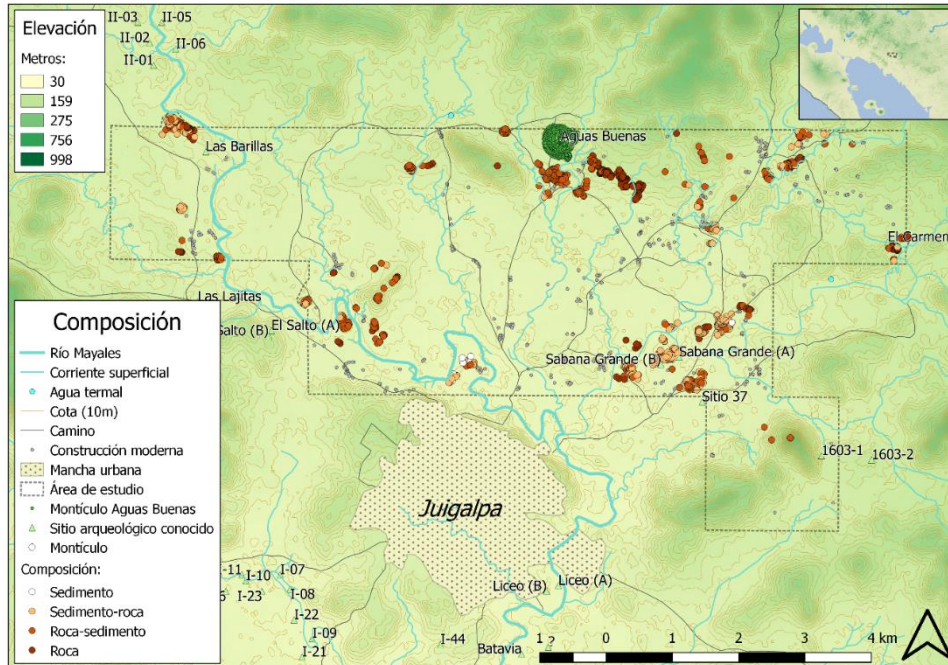 Elevación
Metros:
30
159
275
756
998
II-03
II-05
II-02
II-06
II-01
Las Barillas
Aguas Buenas
El Carmen
Las Lajitas
Salto (B)
El Salto (A)
Sabana Grande (B)
Sabana Grande (A)
Sitio 37
1603-1
1603-2
Juigalpa
Composición
Río Mayales
Corriente superficial
Agua termal
Cota (10m)
Camino
Construcción moderna
Mancha urbana
Área de estudio
Montículo Aguas Buenas
Sitio arqueológico conocido
Montículo
Composición:
Sedimento
Sedimento-roca
Roca-sedimento
Roca
-11
I-10
I-07
I-23
I-08
I-22
I-09
I-21
I-44
Liceo (B)
Liceo (A)
Batavia
1
0
1
2
3
4 km